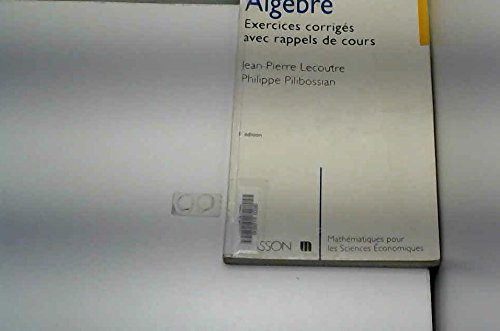 Algèbre
Exercices corrigés
avec rappels de cours
Jean-Pierre Lecoutre
Philippe Pilibossian
édition
SSON m
Mathématiques pour
les Sciences Économiques